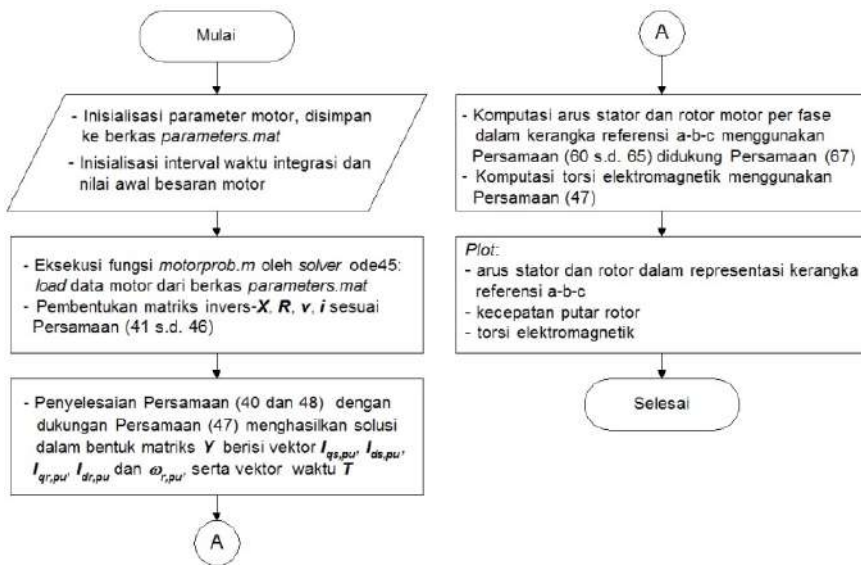 Mulai
- Inisialisasi parameter motor, disimpan
ke berkas parameters.mat
- Inisialisasi interval waktu integrasi dan
nilai awal besaran motor
- Eksekusi fungsi motorprob.m oleh solver ode45:
load data motor dari berkas parameters.mat
- Pembentukan matriks invers-X, R, v, i sesuai
Persamaan (41 s.d. 46)
- Penyelesaian Persamaan (40 dan 48) dengan
dukungan Persamaan (47) menghasilkan solusi
dalam bentuk matriks Y berisi vektor Iqs,pu, Ids,pu,
Iqr,pu, Idr,pu dan ωr,pu, serta vektor waktu T
A
A
- Komputasi arus stator dan rotor motor per fase
dalam kerangka referensi a-b-c menggunakan
Persamaan (60 s.d. 65) didukung Persamaan (67)
- Komputasi torsi elektromagnetik menggunakan
Persamaan (47)
Plot:
- arus stator dan rotor dalam representasi kerangka
referensi a-b-c
- kecepatan putar rotor
- torsi elektromagnetik
Selesai